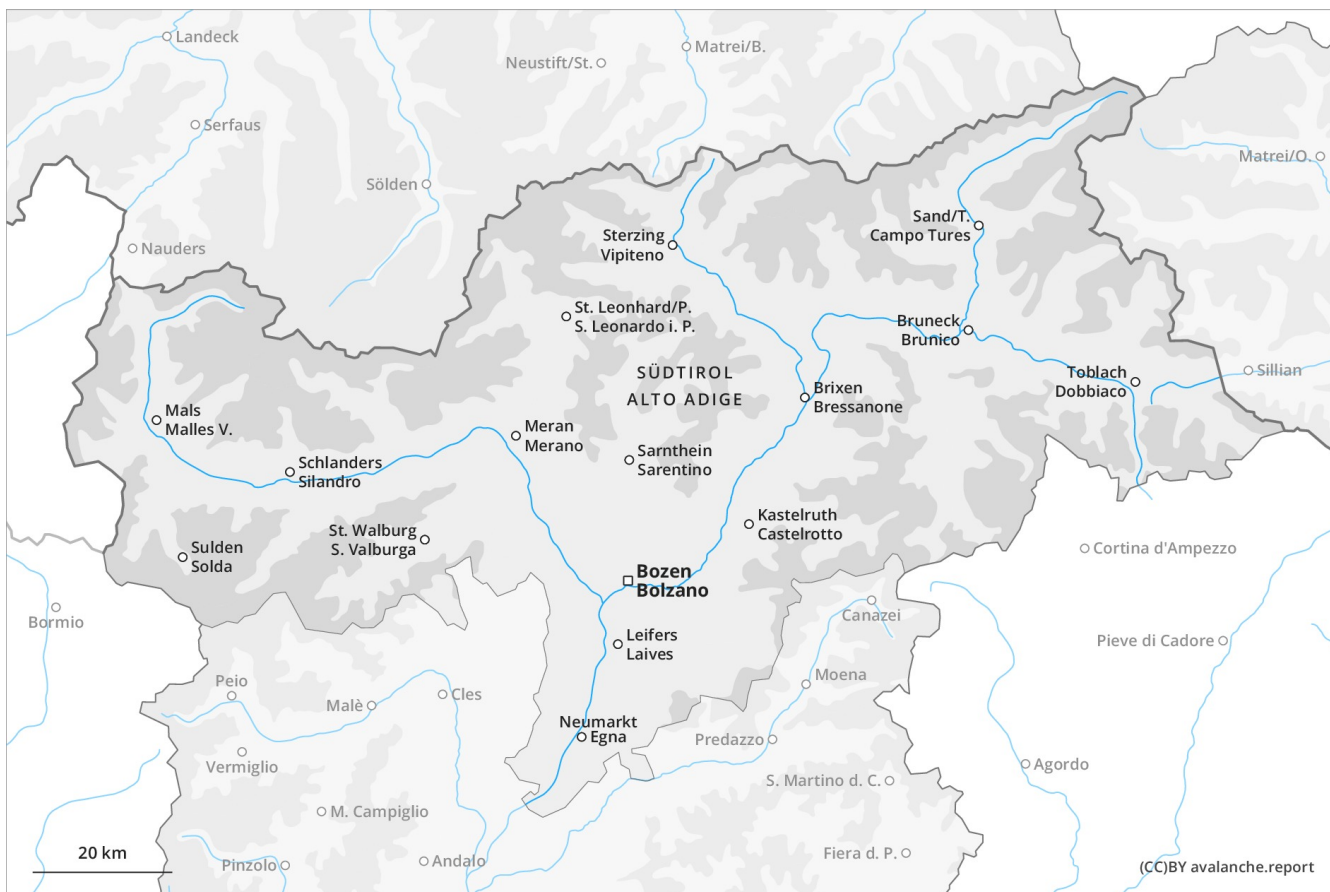 Landeck
Matrei/B.
Neustift/St.
Serfaus
Matrei/O.
Sölden
Sand/T.
Campo Tures
Sterzing
Vipiteno
Nauders
St. Leonhard/P.
S. Leonardo i. P.
Bruneck
Brunico
SÜDTIROL
ALTO ADIGE
Toblach
Dobbiaco
Sillian
Brixen
Bressanone
Mals
Malles V.
Meran
Merano
Schlanders
Silandro
Sarnthein
Sarentino
Kastelruth
Castelrotto
St. Walburg
S. Valburga
Sulden
Solda
Cortina d'Ampezzo
Bozen
Bolzano
Bormio
Canazei
Leifers
Laives
Pieve di Cadore
Moena
Peio
Malè
Cles
Neumarkt
Egna
Predazzo
Vermiglio
Agordo
S. Martino d. C.
M. Campiglio
20 km
Pinzolo
Andalo
Fiera d. P.
(CC)BY avalanche.report